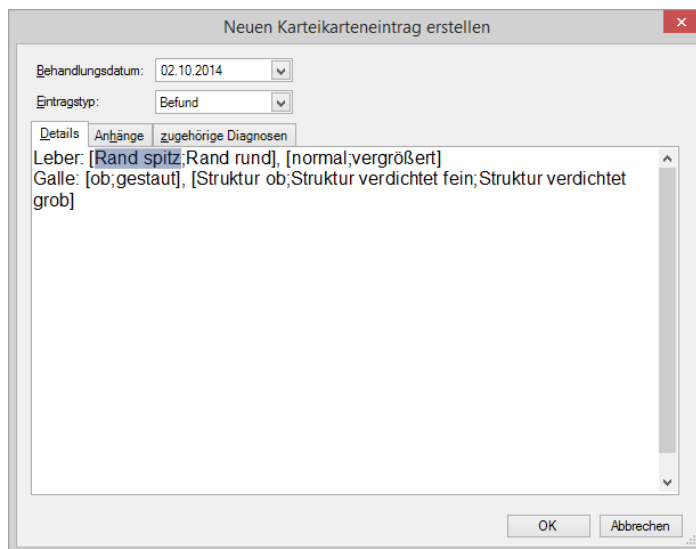 Neuen Karteikarteneintrag erstellen
Behandlungsdatum: 02.10.2014
Eintragstyp: Befund
Details Anhänge zugehörige Diagnosen
Leber: [Rand spitz;Rand rund], [normal;vergrößert]
Galle: [ob;gestaut], [Struktur ob;Struktur verdichtet fein;Struktur verdichtet
grob]
OK Abbrechen